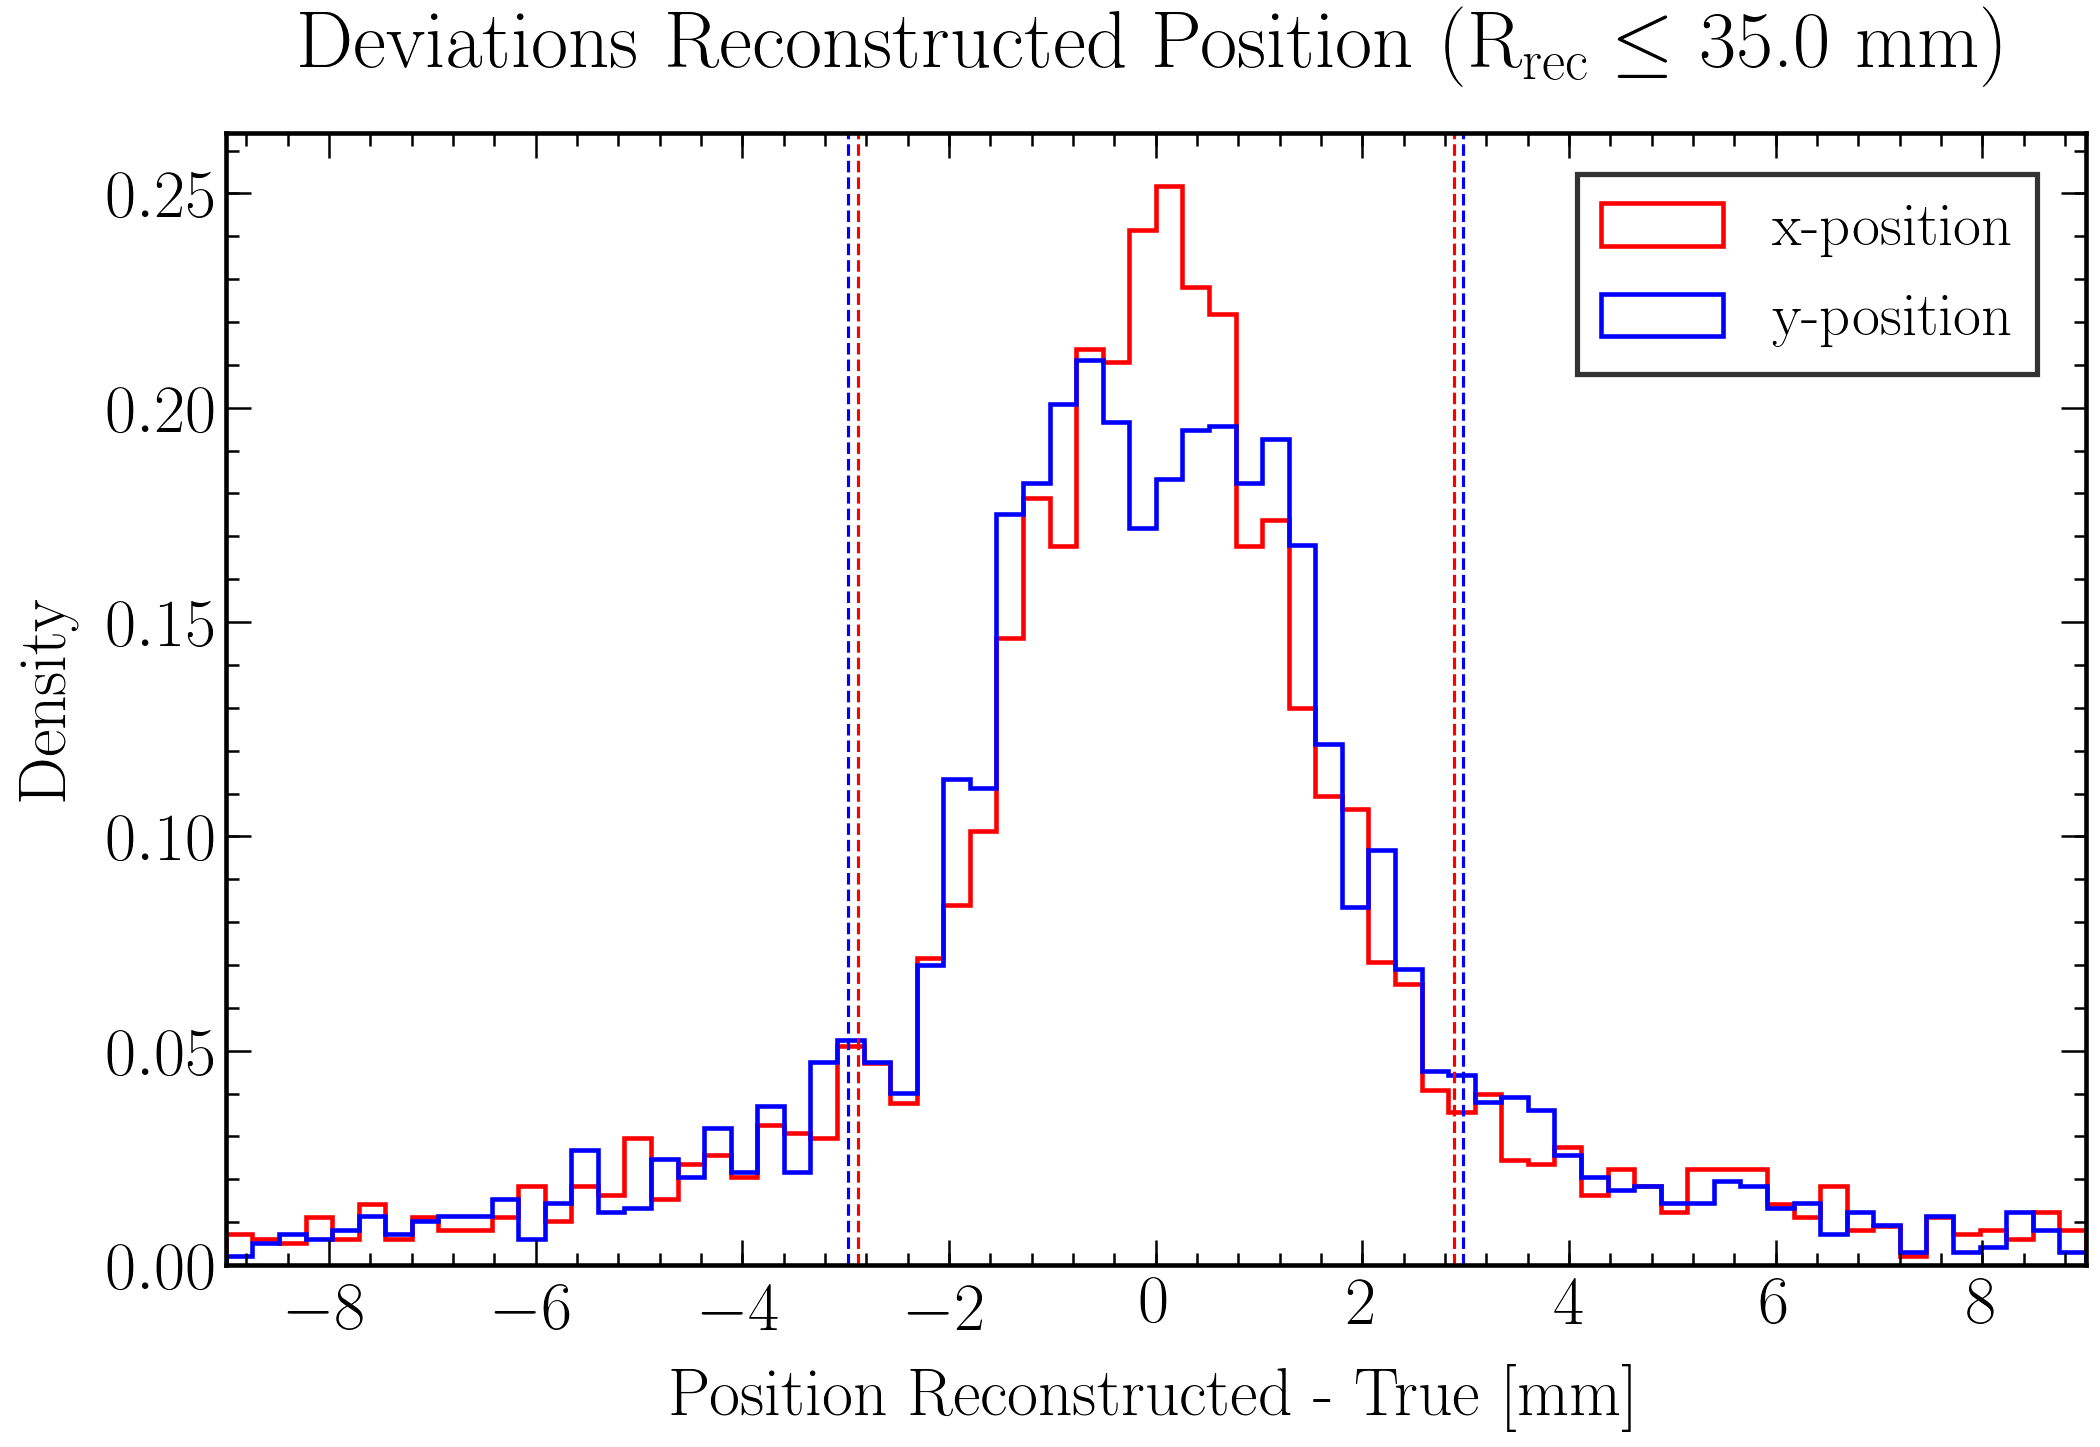 Deviations Reconstructed Position (R_rec ≤ 35.0 mm)
0.25
0.20
0.15
0.10
0.05
0.00
Density
x-position
y-position
−8 −6 −4 −2 0 2 4 6 8
Position Reconstructed - True [mm]